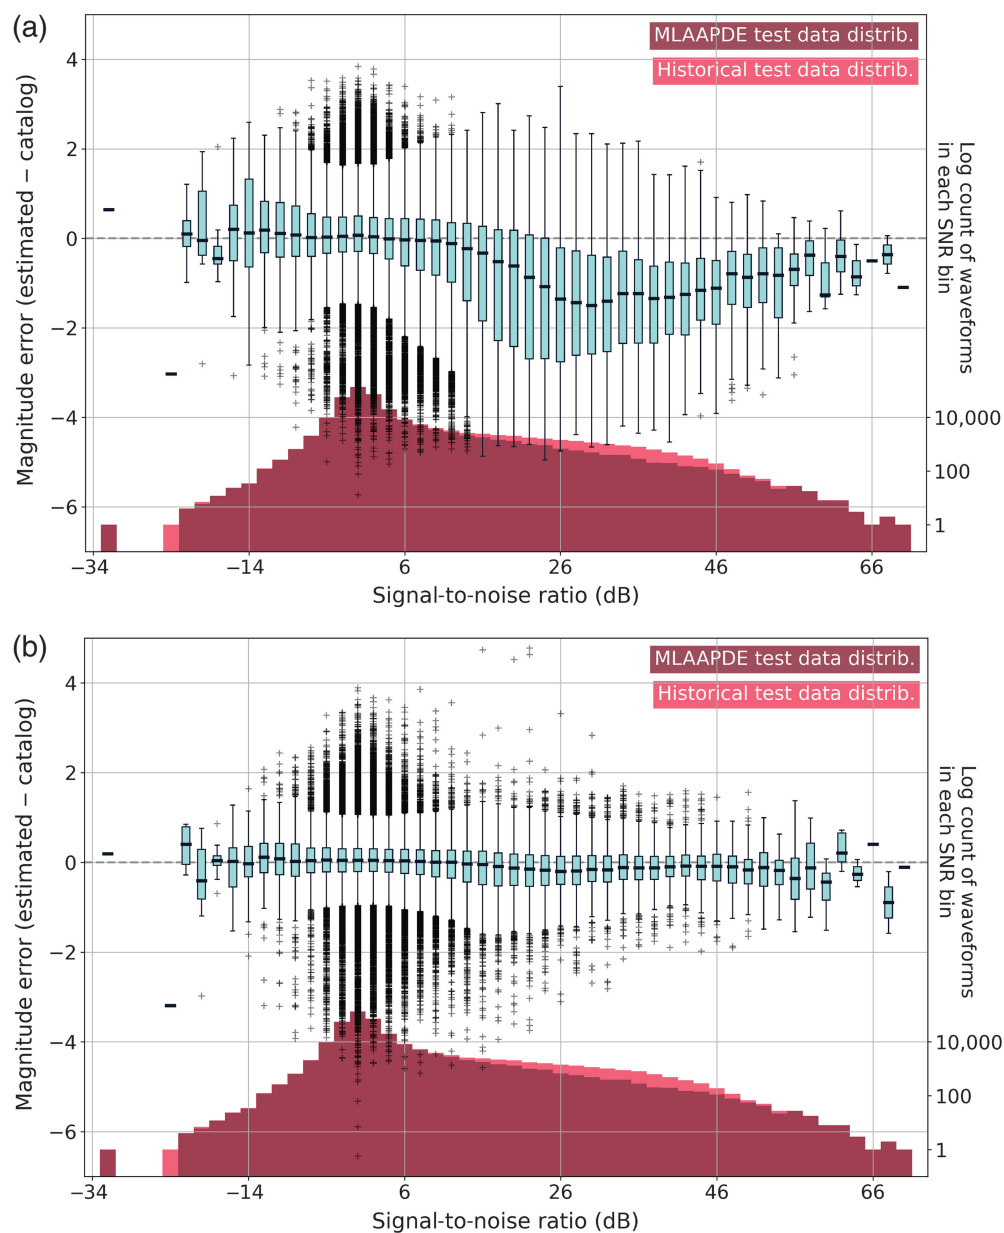 (a)
MLAAPDE test data distrib.
Historical test data distrib.
Magnitude error (estimated − catalog)
4
2
0
−2
−4
−6
Log count of waveforms
in each SNR bin
10,000
100
1
−34
−14
6
26
46
66
Signal-to-noise ratio (dB)
(b)
MLAAPDE test data distrib.
Historical test data distrib.
Magnitude error (estimated − catalog)
4
2
0
−2
−4
−6
Log count of waveforms
in each SNR bin
10,000
100
1
−34
−14
6
26
46
66
Signal-to-noise ratio (dB)